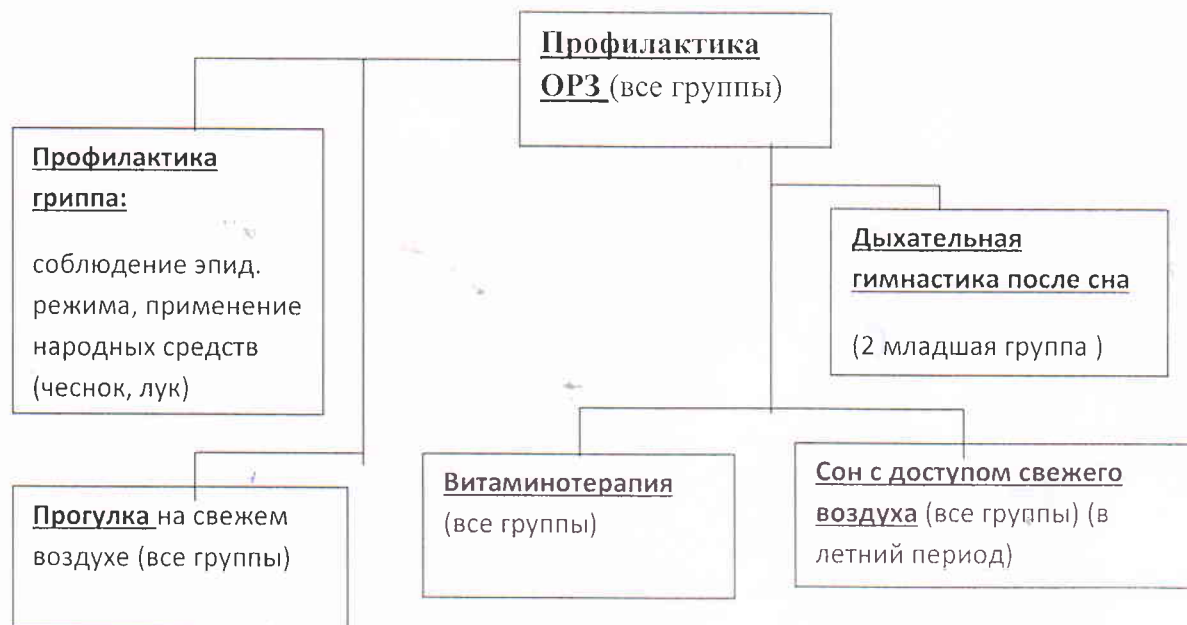 Профилактика
ОРЗ (все группы)
Профилактика
гриппа:
соблюдение эпид.
режима, применение
народных средств
(чеснок, лук)
Дыхательная
гимнастика после сна
(2 младшая группа )
Прогулка на свежем
воздухе (все группы)
Витаминотерапия
(все группы)
Сон с доступом свежего
воздуха (все группы) (в
летний период)